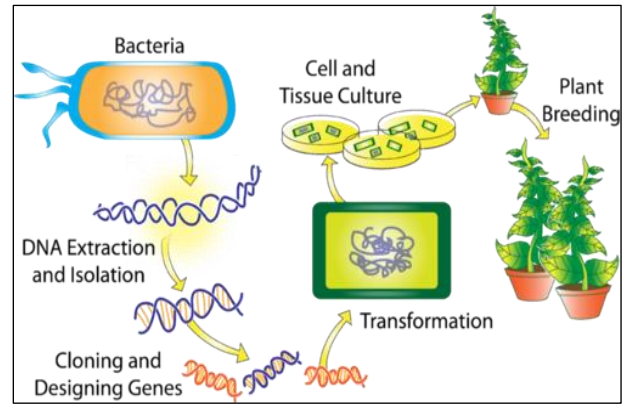 Bacteria
DNA Extraction
and Isolation
Cloning and
Designing Genes
Transformation
Cell and
Tissue Culture
Plant
Breeding